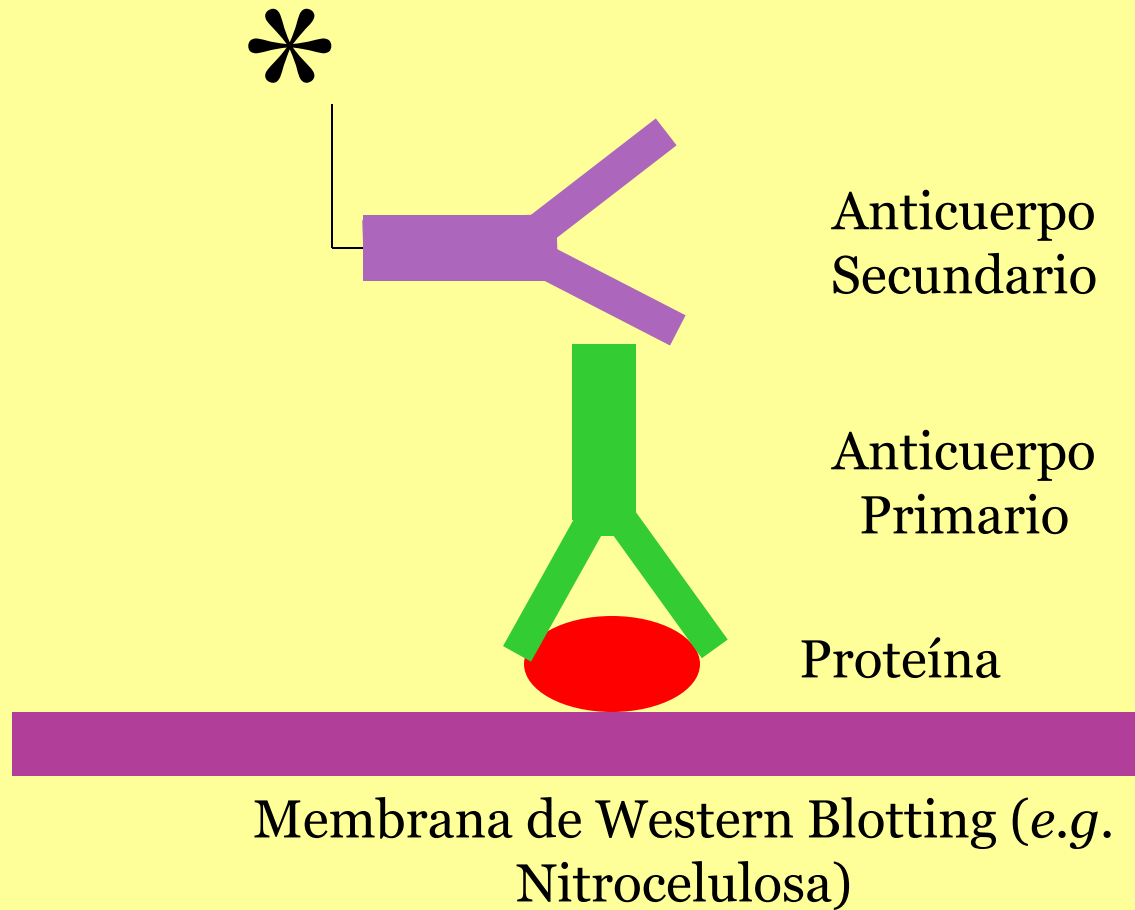 *
Anticuerpo
Secundario
Anticuerpo
Primario
Proteína
Membrana de Western Blotting (e.g.
Nitrocelulosa)